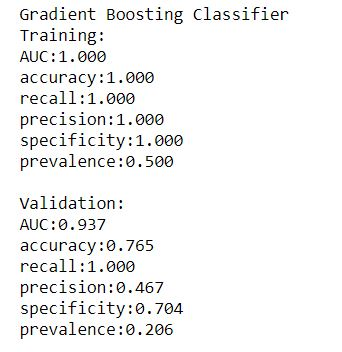 Gradient Boosting Classifier
Training:
AUC:1.000
accuracy:1.000
recall:1.000
precision:1.000
specificity:1.000
prevalence:0.500

Validation:
AUC:0.937
accuracy:0.765
recall:1.000
precision:0.467
specificity:0.704
prevalence:0.206